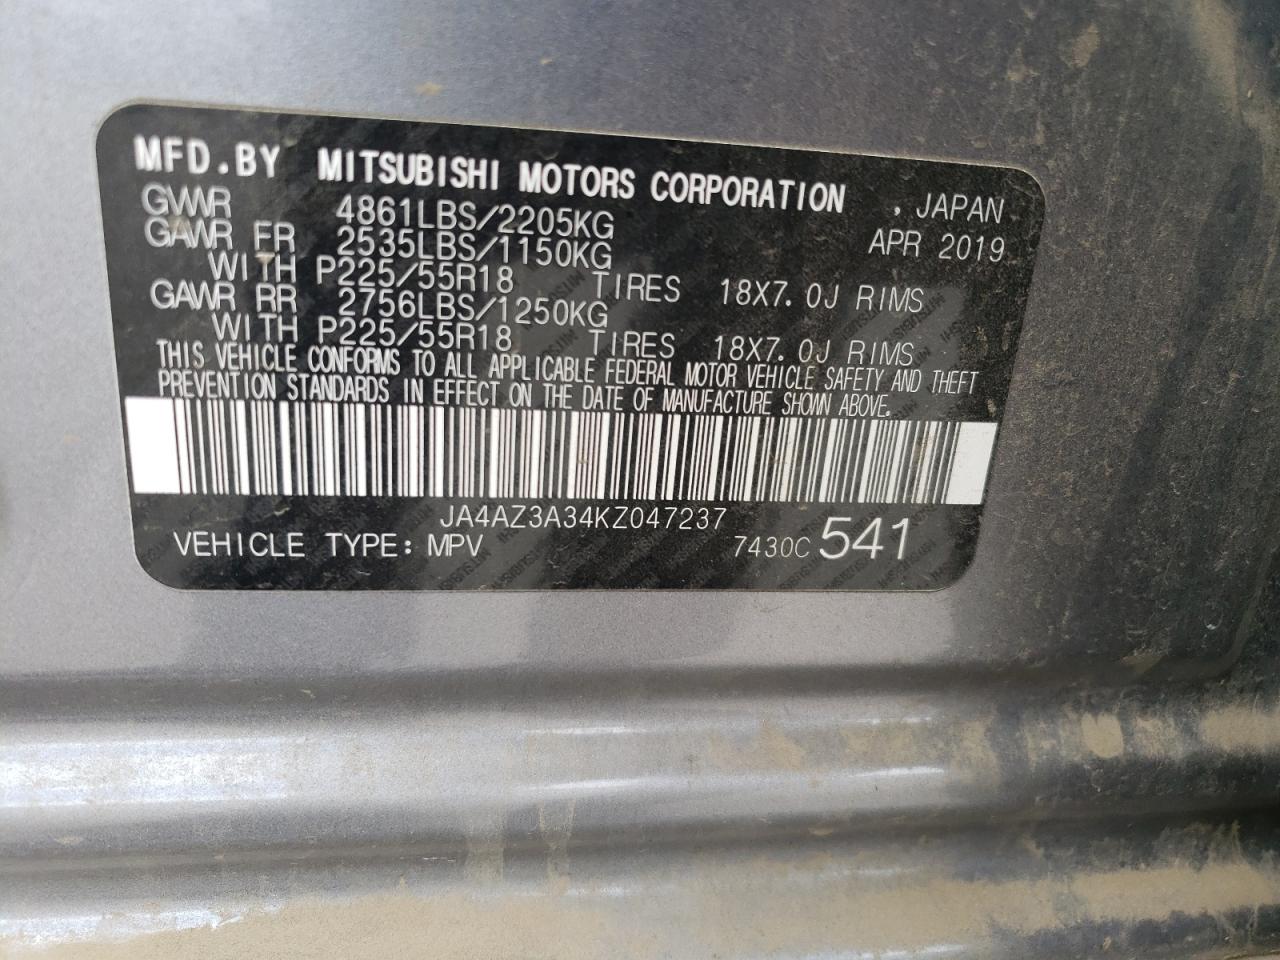 MFD.BY MITSUBISHI MOTORS CORPORATION , JAPAN
GVWR 4861LBS/2205KG APR 2019
GAWR FR 2535LBS/1150KG
WITH P225/55R18 TIRES 18X7.0J RIMS
GAWR RR 2756LBS/1250KG
WITH P225/55R18 TIRES 18X7.0J RIMS
THIS VEHICLE CONFORMS TO ALL APPLICABLE FEDERAL MOTOR VEHICLE SAFETY AND THEFT
PREVENTION STANDARDS IN EFFECT ON THE DATE OF MANUFACTURE SHOWN ABOVE.
JA4AZ3A34KZ047237
VEHICLE TYPE: MPV 7430C 541